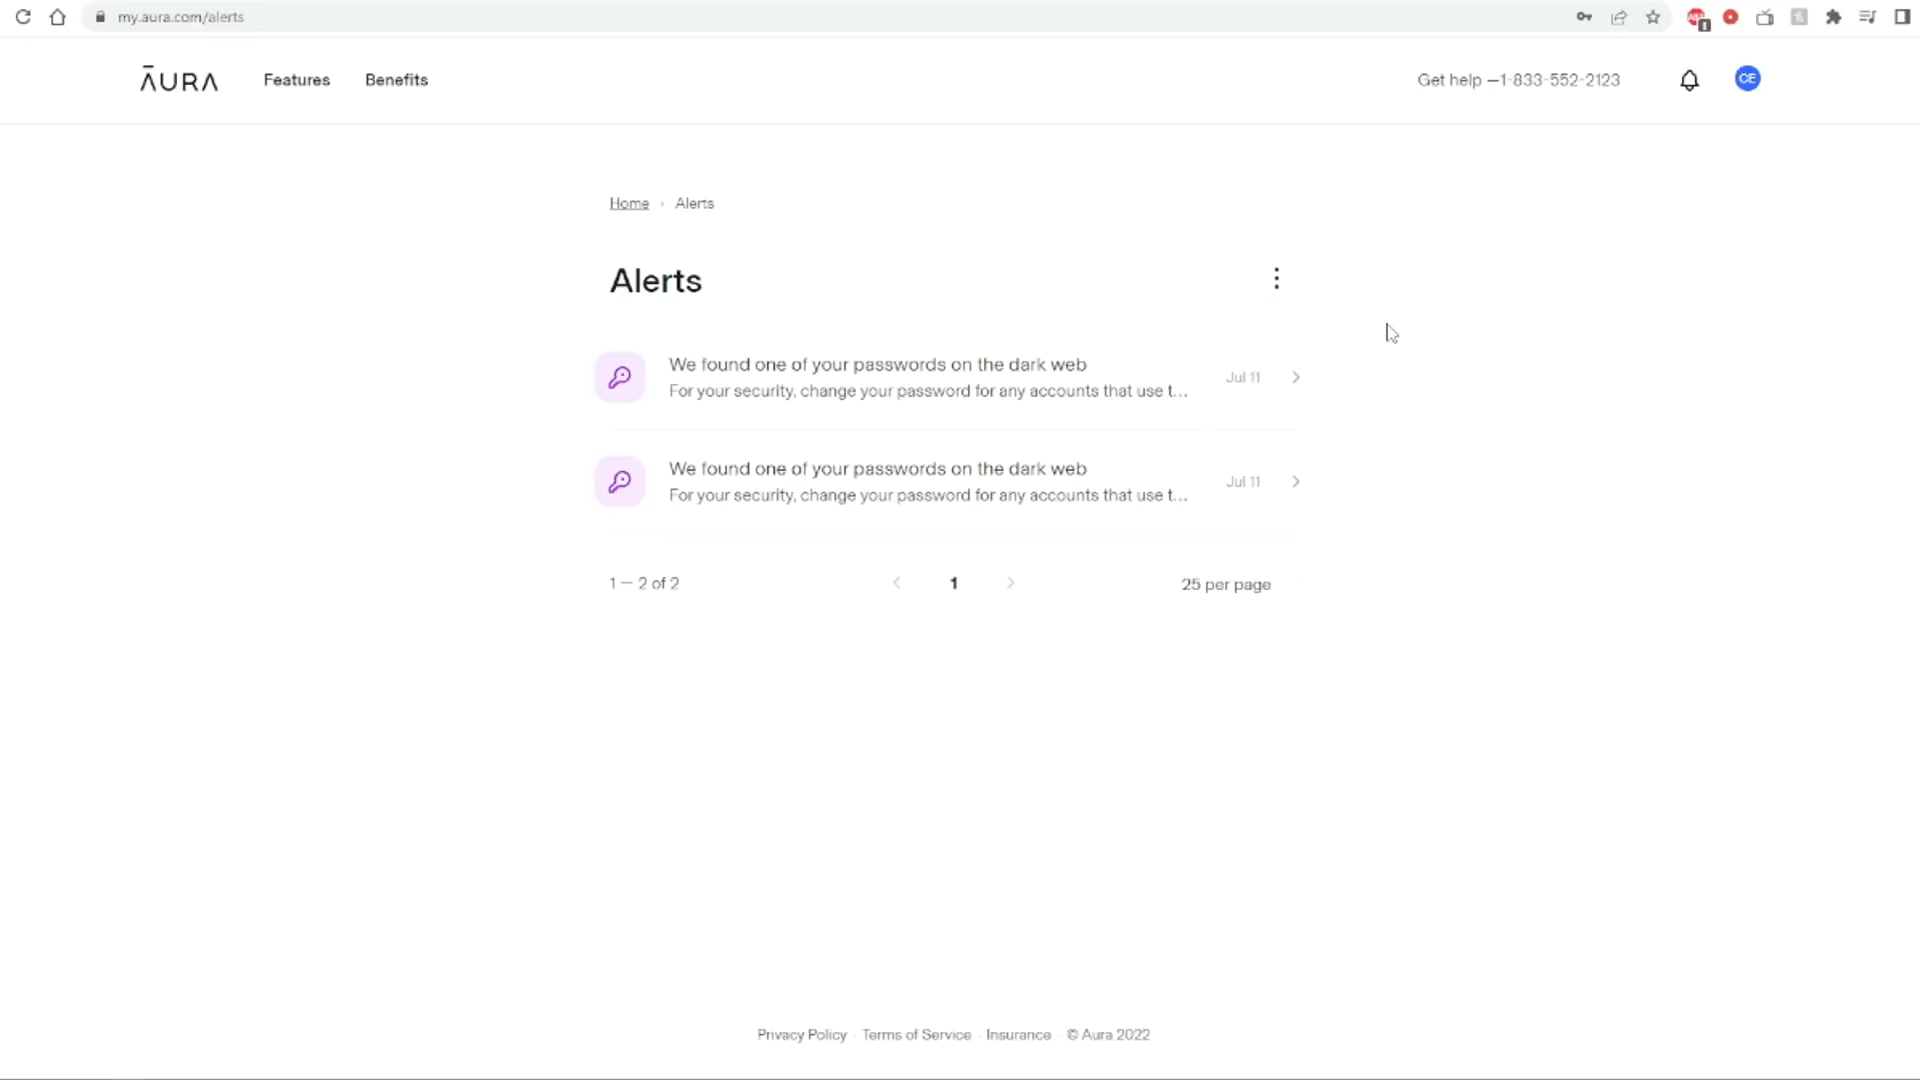 my.aura.com/alerts
ĀURA Features Benefits Get help —1-833-552-2123 CE
Home › Alerts
Alerts
We found one of your passwords on the dark web
For your security, change your password for any accounts that use t...
Jul 11
We found one of your passwords on the dark web
For your security, change your password for any accounts that use t...
Jul 11
1 — 2 of 2 1 25 per page
Privacy Policy · Terms of Service · Insurance · © Aura 2022